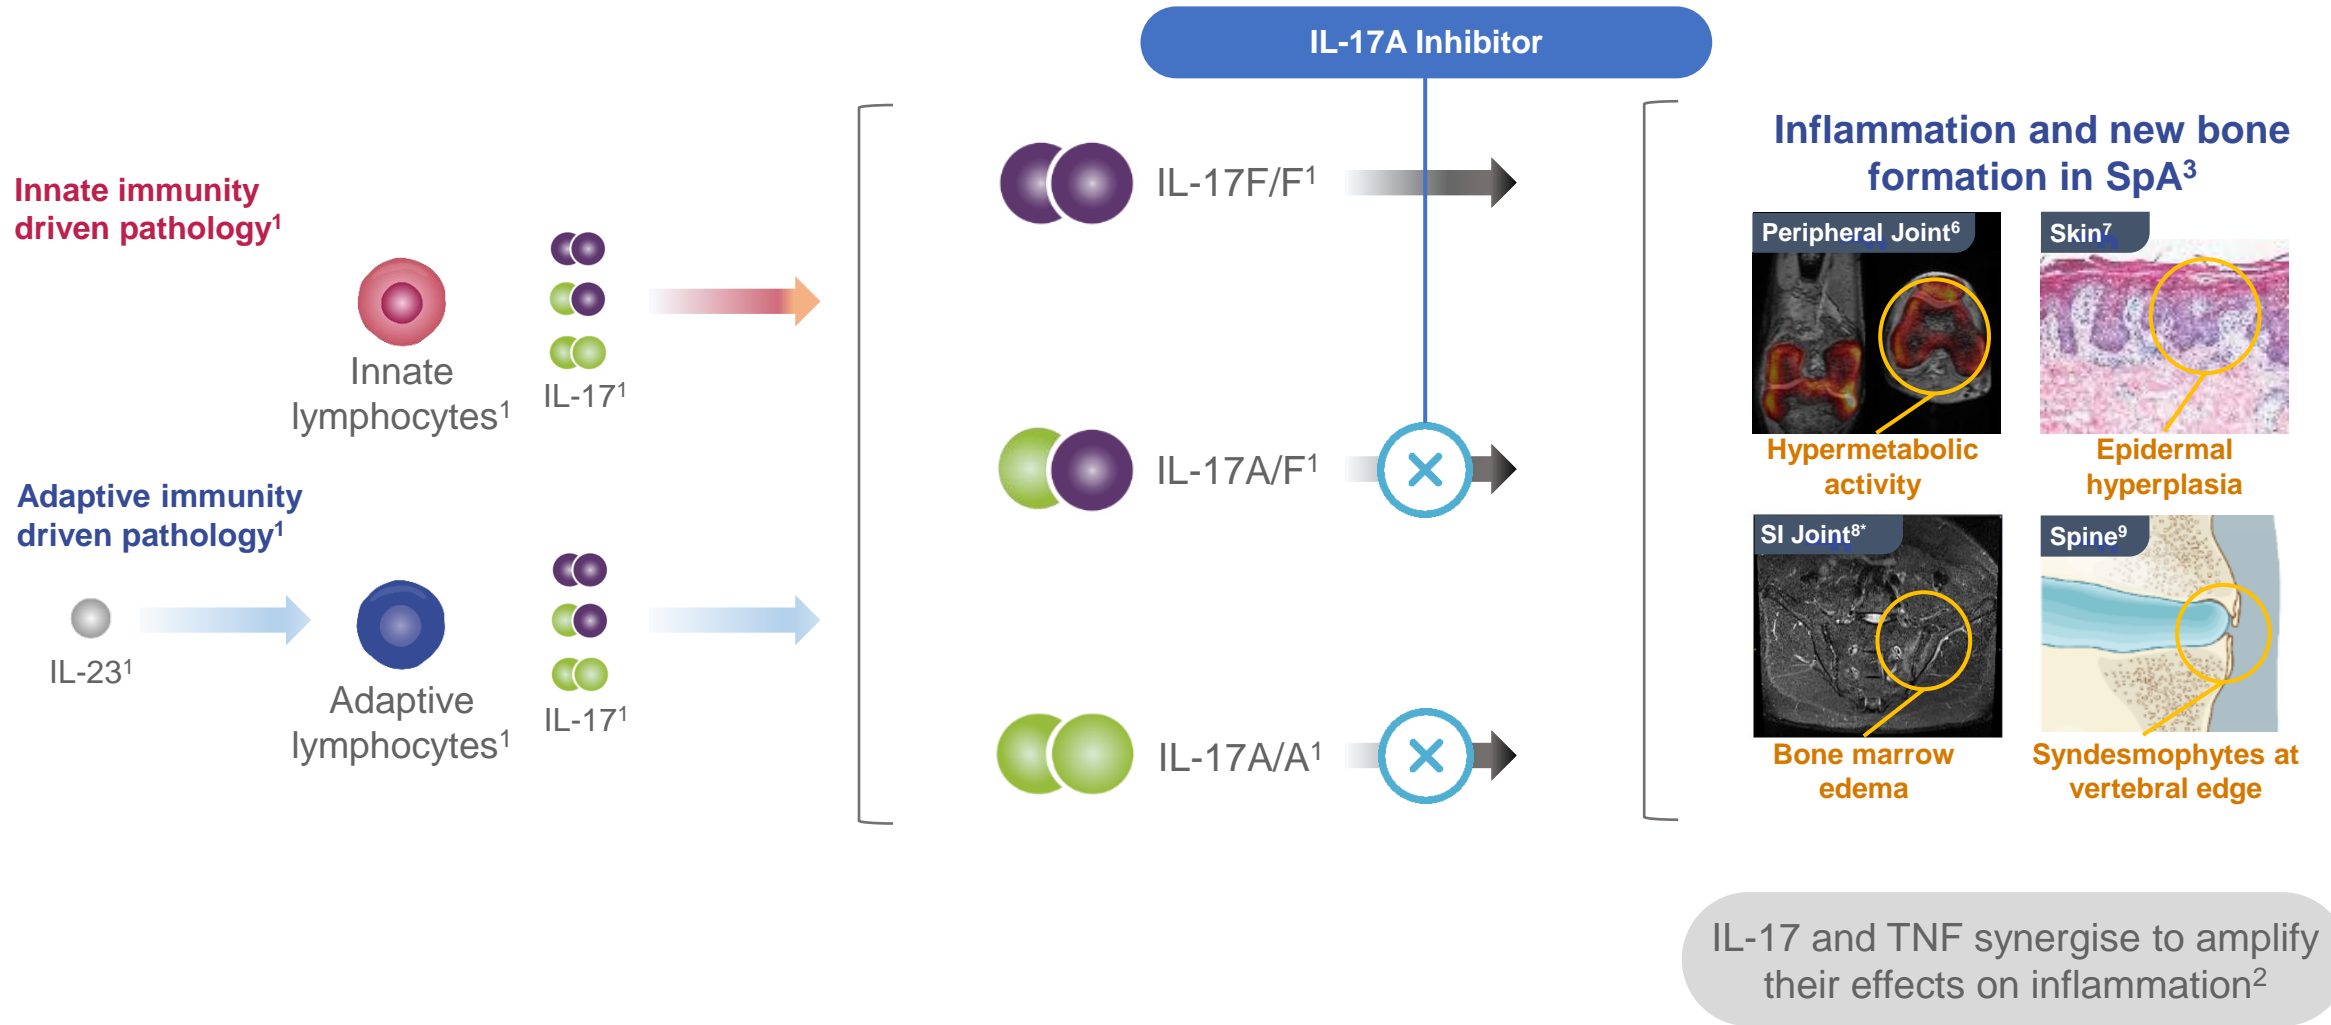 IL-17A Inhibitor
Innate immunity
driven pathology¹
Innate
lymphocytes¹
IL-17¹
Adaptive immunity
driven pathology¹
IL-23¹
Adaptive
lymphocytes¹
IL-17¹
IL-17F/F¹
IL-17A/F¹
IL-17A/A¹
Inflammation and new bone
formation in SpA³
Peripheral Joint⁶
Hypermetabolic
activity
Skin⁷
Epidermal
hyperplasia
SI Joint⁸*
Bone marrow
edema
Spine⁹
Syndesmophytes at
vertebral edge
IL-17 and TNF synergise to amplify
their effects on inflammation²